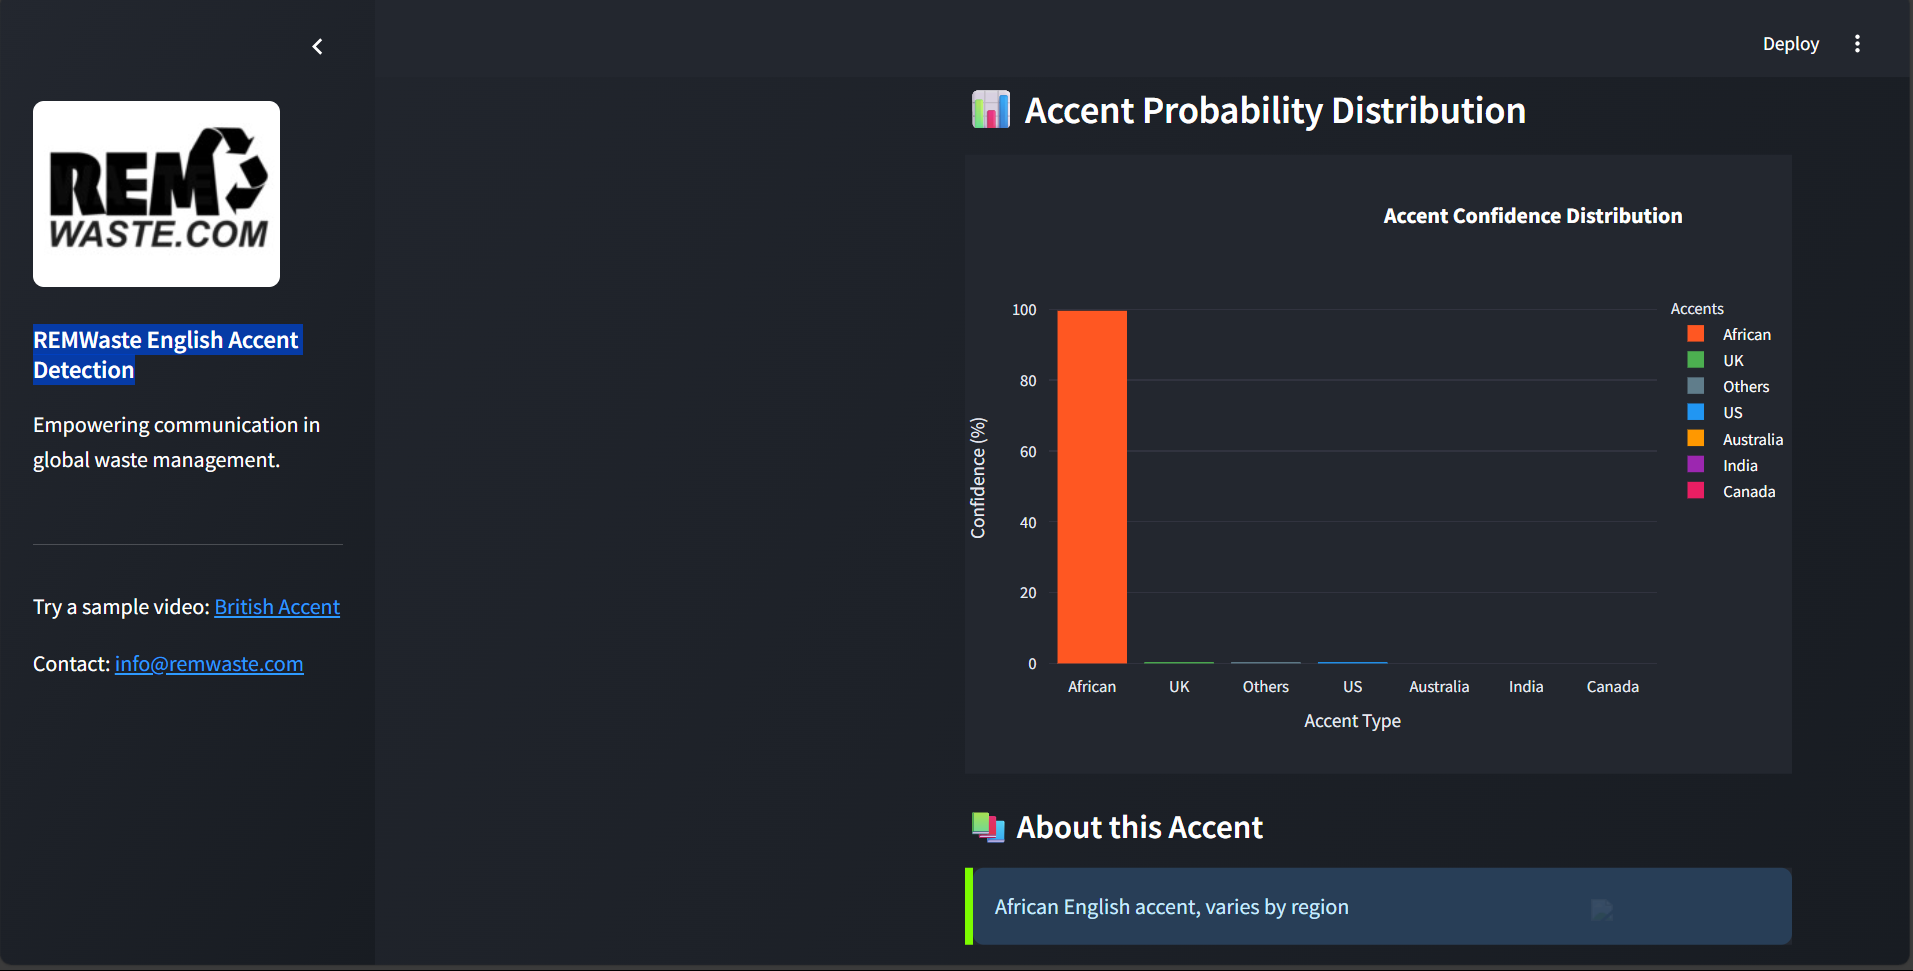 Deploy
REM
WASTE.COM
REMWaste English Accent
Detection
Empowering communication in
global waste management.
Try a sample video: British Accent
Contact: info@remwaste.com
Accent Probability Distribution
Accent Confidence Distribution
Confidence (%)
100
80
60
40
20
0
African
UK
Others
US
Australia
India
Canada
Accent Type
Accents
African
UK
Others
US
Australia
India
Canada
About this Accent
African English accent, varies by region